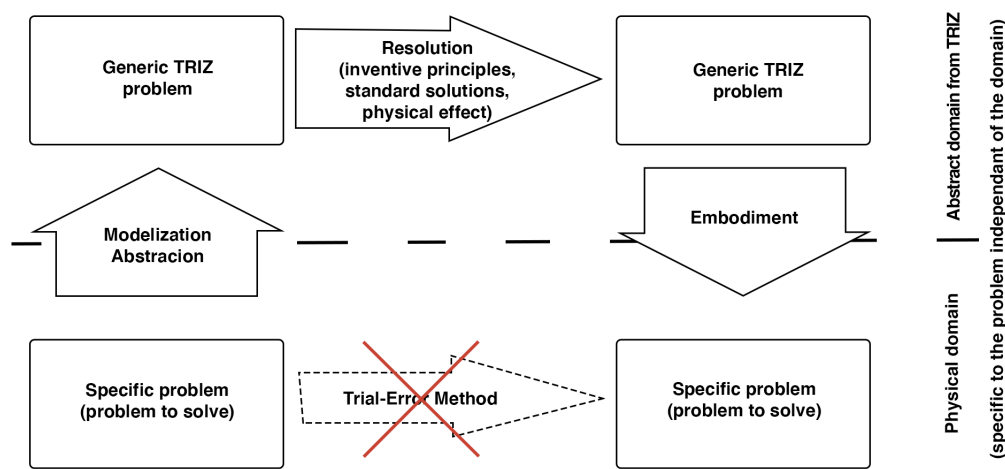 Generic TRIZ
problem
Resolution
(inventive principles,
standard solutions,
physical effect)
Generic TRIZ
problem
Modelization
Abstracion
Embodiment
Specific problem
(problem to solve)
Trial-Error Method
Specific problem
(problem to solve)
Abstract domain from TRIZ
Physical domain
(specific to the problem independant of the domain)